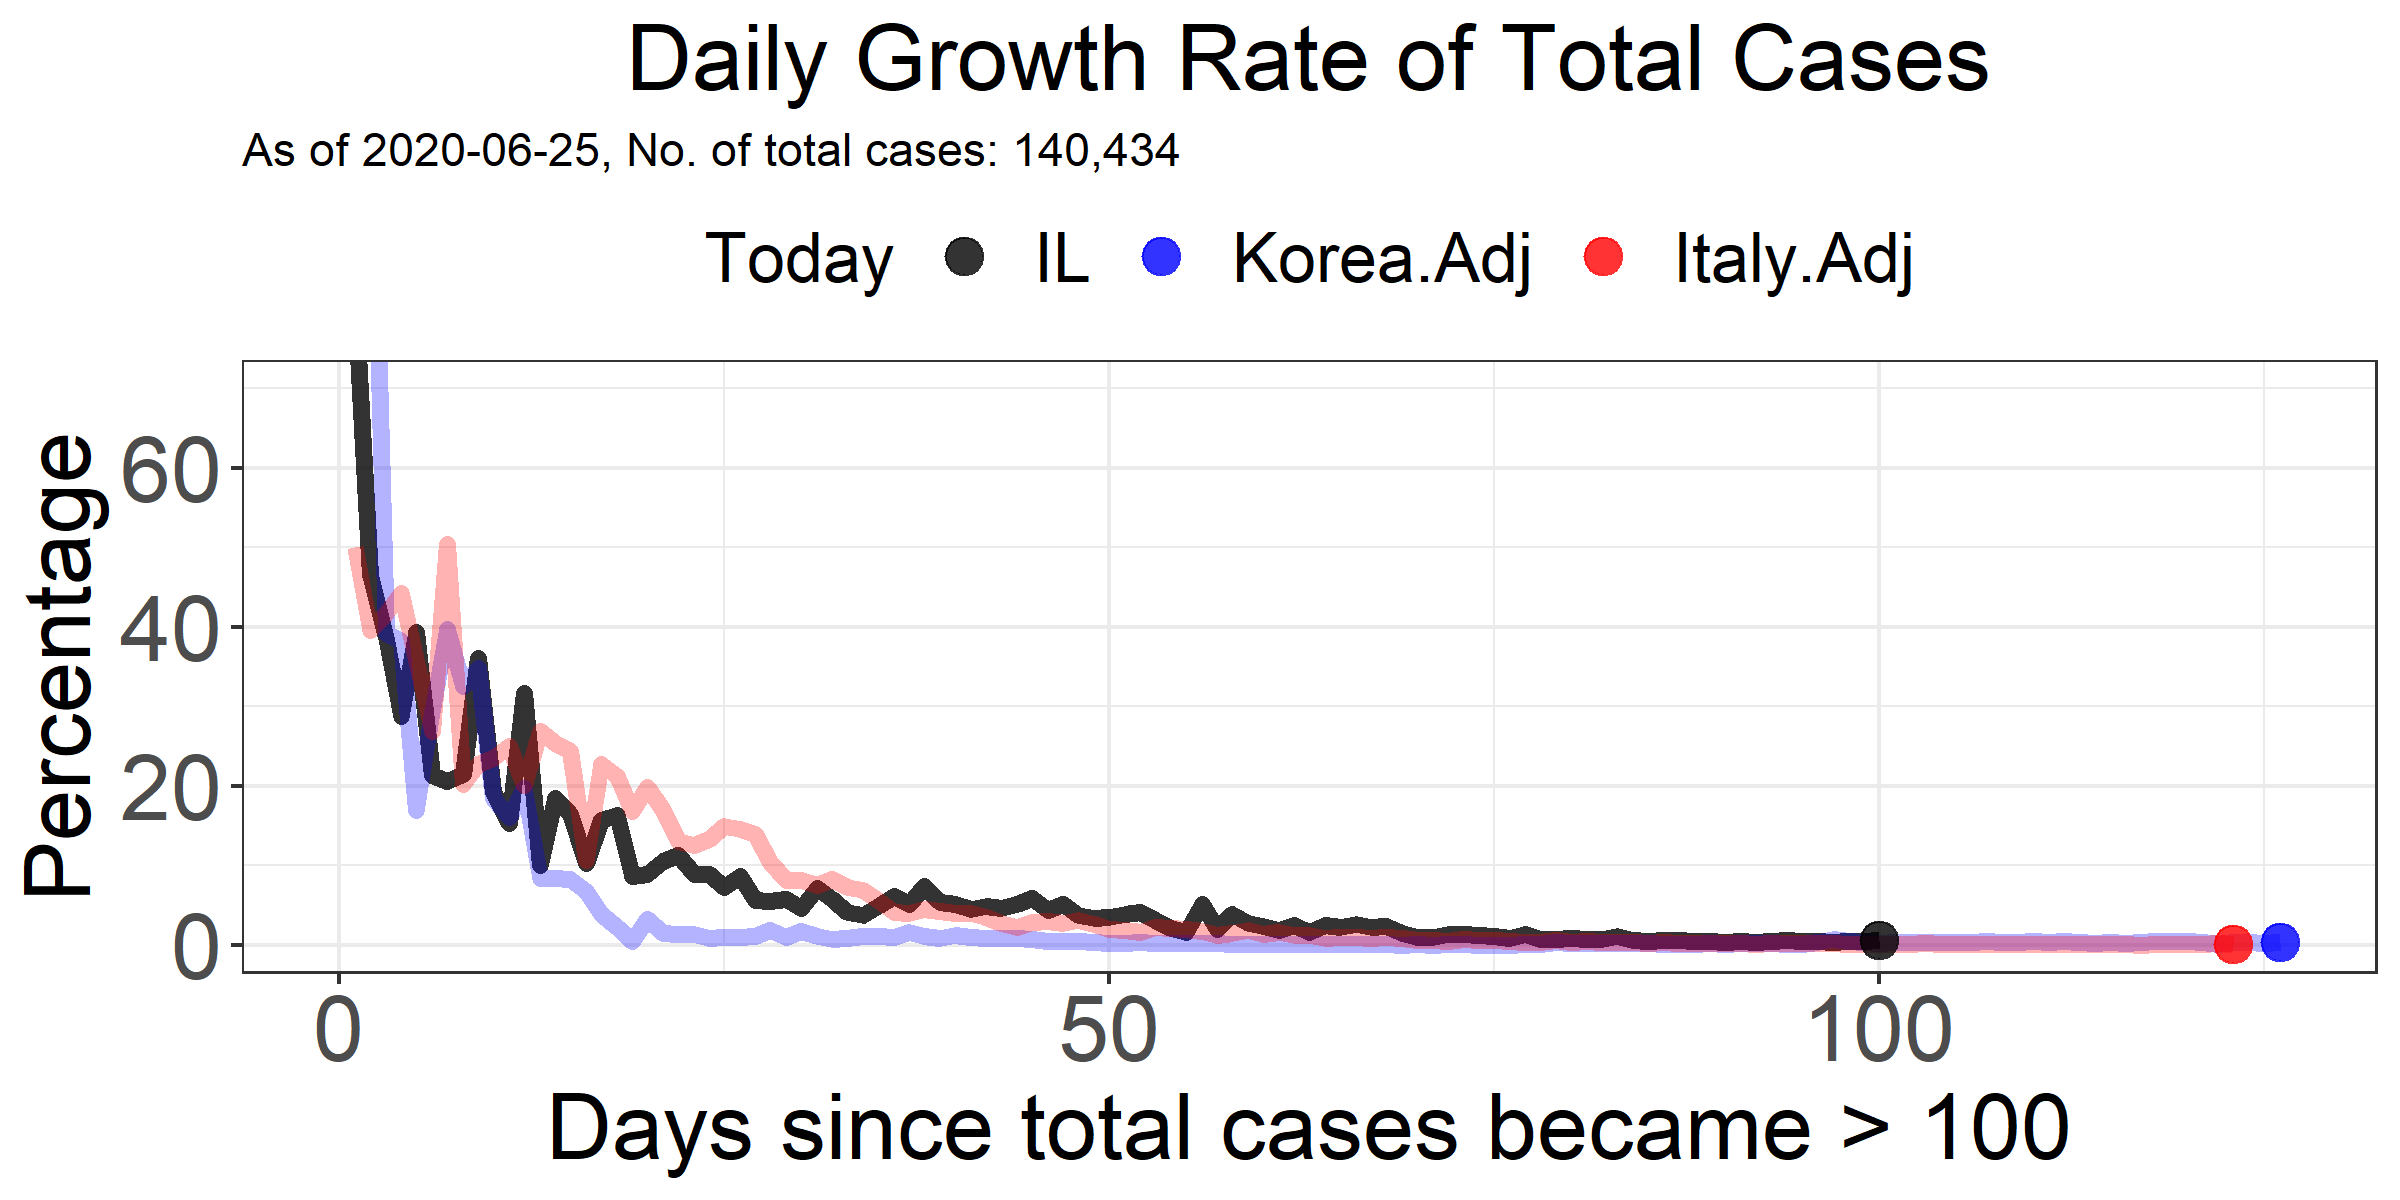 Daily Growth Rate of Total Cases
As of 2020-06-25, No. of total cases: 140,434
Today IL Korea.Adj Italy.Adj
Percentage
60
40
20
0
0 50 100
Days since total cases became > 100